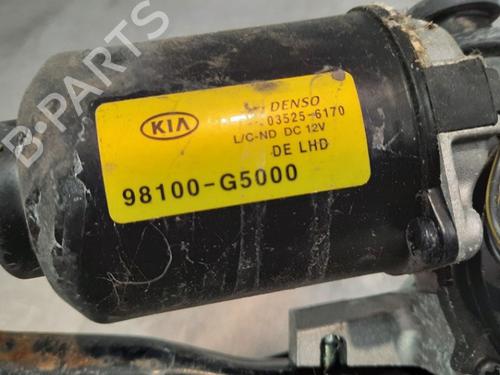 KIA
DENSO
03525-6170
L/C-ND DC 12V
DE LHD
98100-G5000
B-PARTS